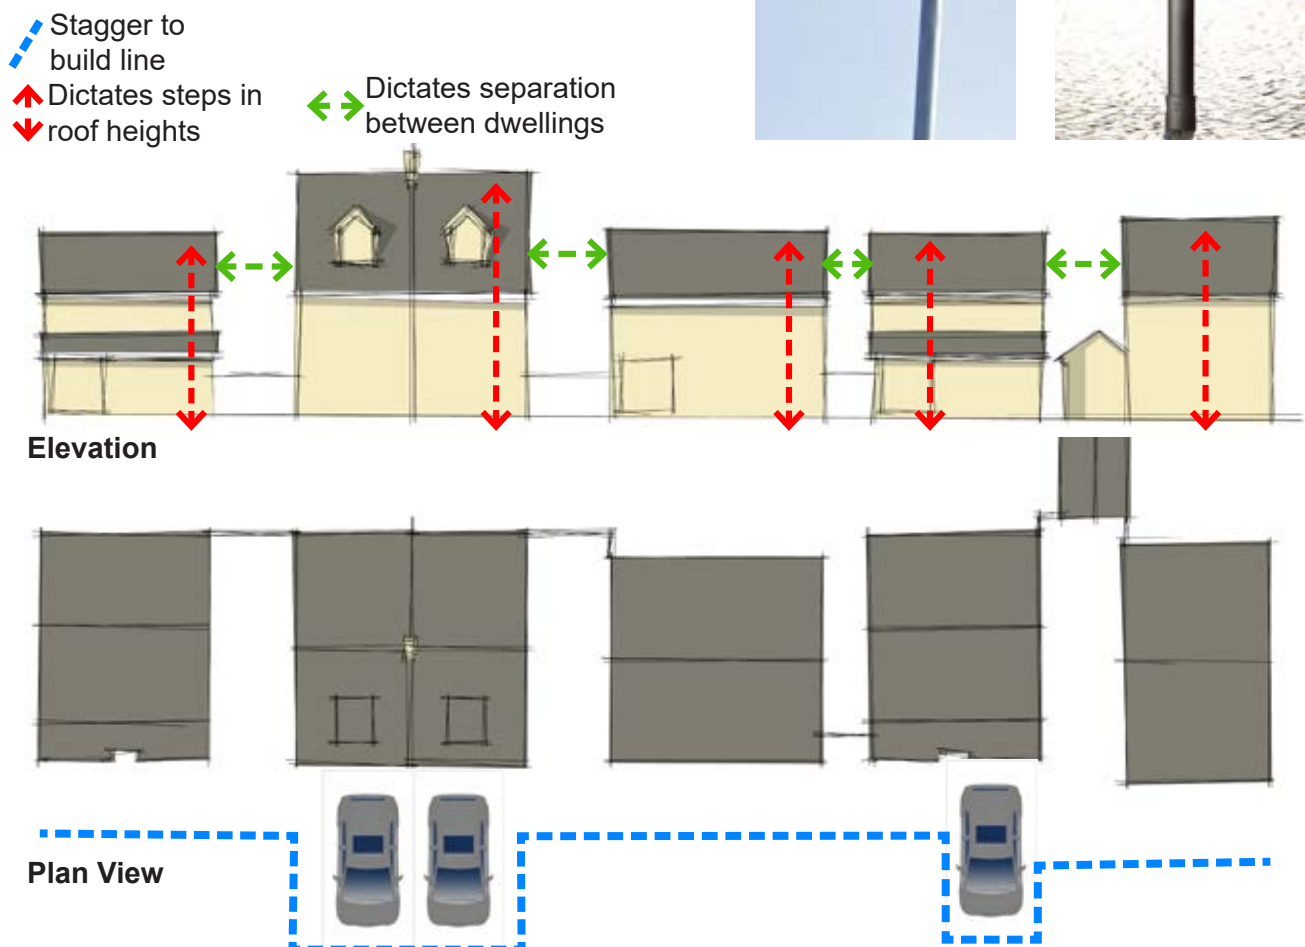 Stagger to
build line
Dictates steps in
roof heights
Dictates separation
between dwellings
Elevation
Plan View